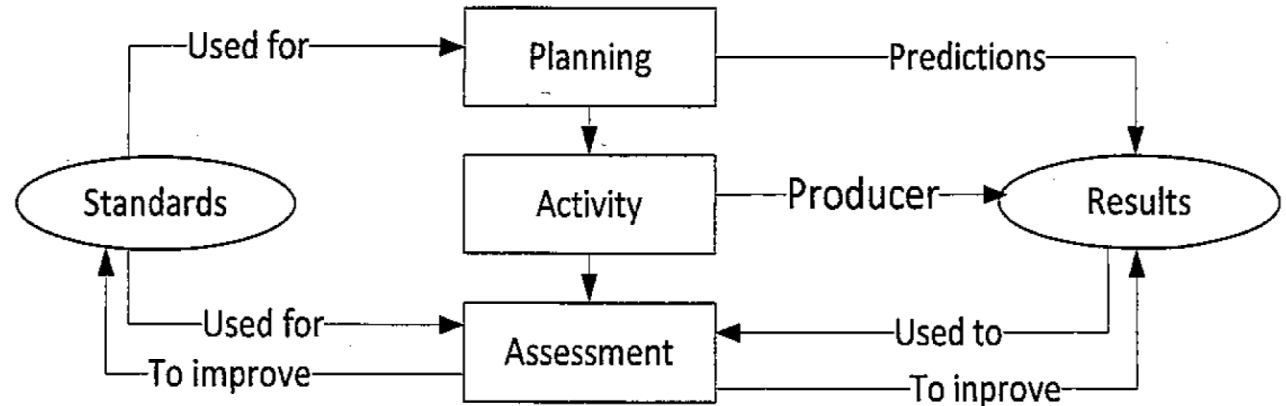 Used for
Planning
Predictions
Standards
Activity
Producer
Results
Used for
Assessment
Used to
To improve
To inprove